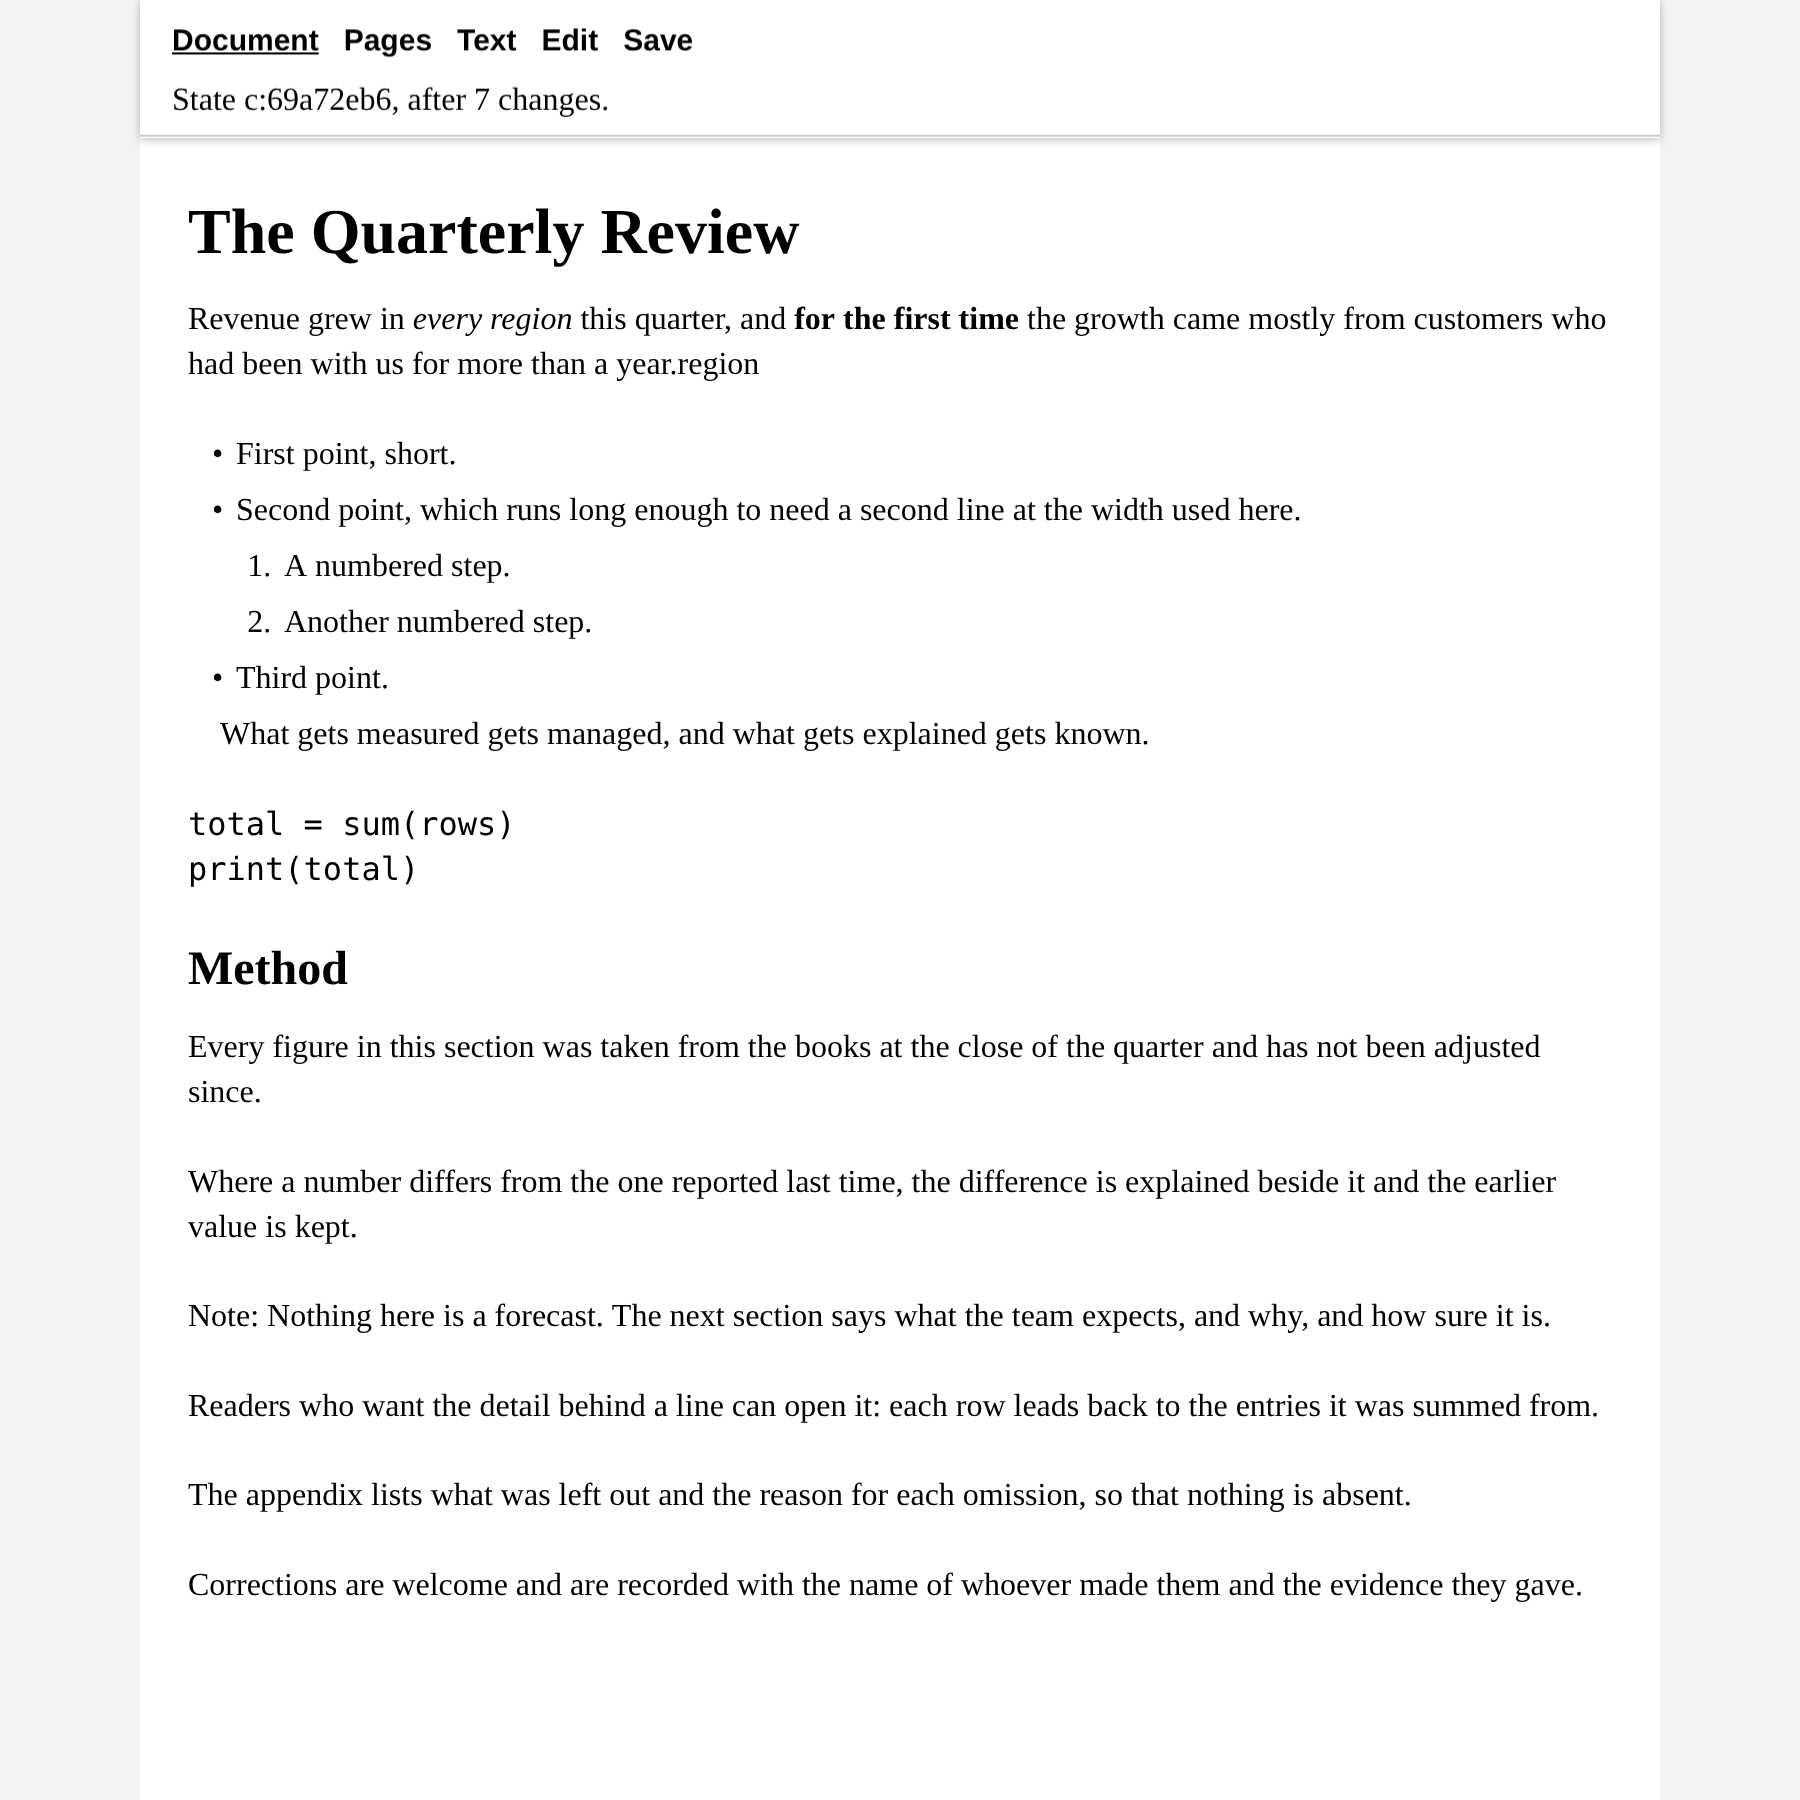 Document Pages Text Edit Save
State c:69a72eb6, after 7 changes.
The Quarterly Review
Revenue grew in every region this quarter, and for the first time the growth came mostly from customers who
had been with us for more than a year.region
• First point, short.
• Second point, which runs long enough to need a second line at the width used here.
1. A numbered step.
2. Another numbered step.
• Third point.
What gets measured gets managed, and what gets explained gets known.
total = sum(rows)
print(total)
Method
Every figure in this section was taken from the books at the close of the quarter and has not been adjusted
since.
Where a number differs from the one reported last time, the difference is explained beside it and the earlier
value is kept.
Note: Nothing here is a forecast. The next section says what the team expects, and why, and how sure it is.
Readers who want the detail behind a line can open it: each row leads back to the entries it was summed from.
The appendix lists what was left out and the reason for each omission, so that nothing is absent.
Corrections are welcome and are recorded with the name of whoever made them and the evidence they gave.